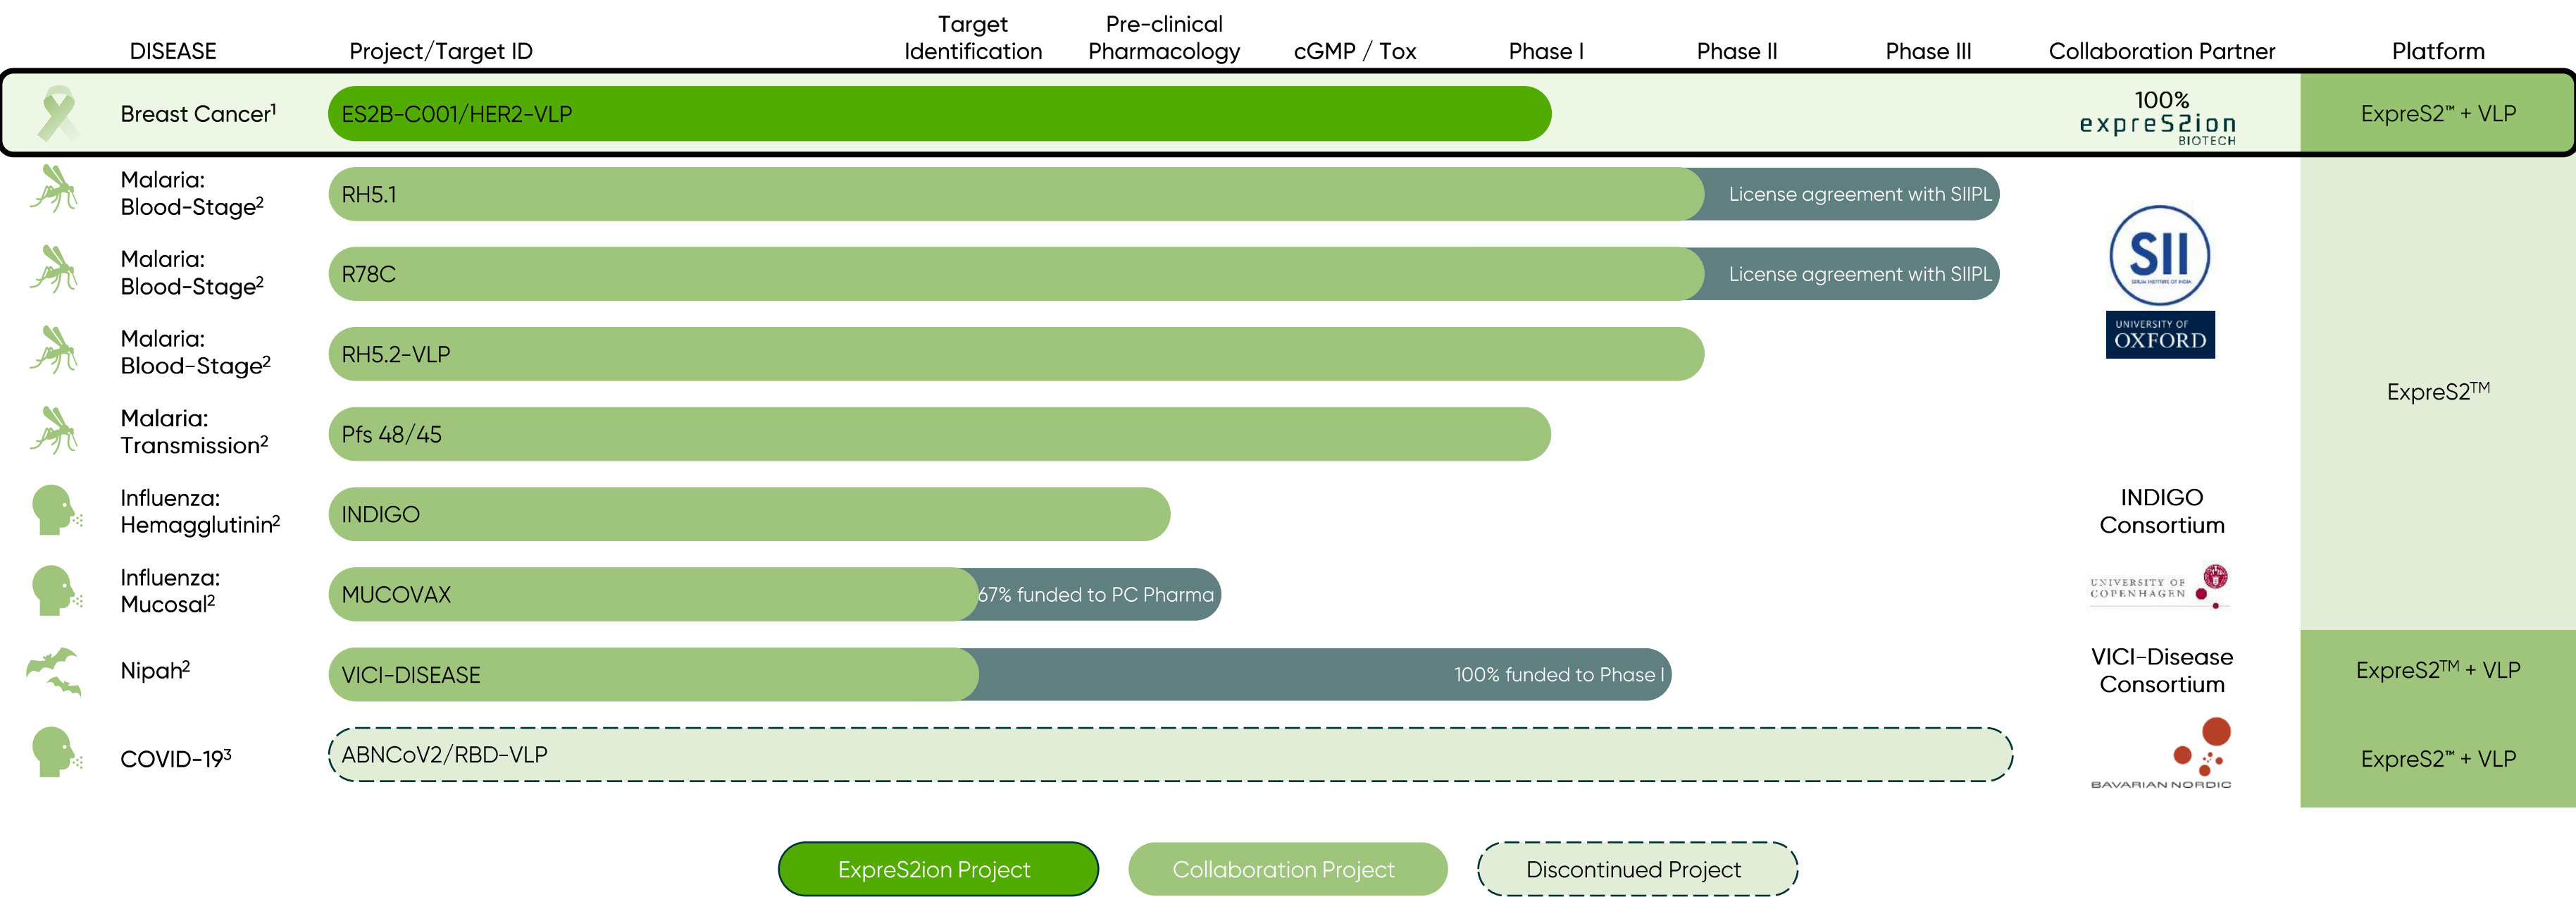 DISEASE
Project/Target ID
Target
Identification
Pre-clinical
Pharmacology
cGMP / Tox
Phase I
Phase II
Phase III
Collaboration Partner
Platform
Breast Cancer¹
ES2B-C001/HER2-VLP
100%
expreS2ion
BIOTECH
ExpreS2™ + VLP
Malaria:
Blood-Stage²
RH5.1
License agreement with SIIPL
Malaria:
Blood-Stage²
R78C
License agreement with SIIPL
SII
SERUM INSTITUTE OF INDIA
Malaria:
Blood-Stage²
RH5.2-VLP
UNIVERSITY OF
OXFORD
ExpreS2™
Malaria:
Transmission²
Pfs 48/45
Influenza:
Hemagglutinin²
INDIGO
INDIGO
Consortium
Influenza:
Mucosal²
MUCOVAX
67% funded to PC Pharma
UNIVERSITY OF
COPENHAGEN
Nipah²
VICI-DISEASE
100% funded to Phase I
VICI-Disease
Consortium
ExpreS2™ + VLP
COVID-19³
ABNCoV2/RBD-VLP
BAVARIAN NORDIC
ExpreS2™ + VLP
ExpreS2ion Project
Collaboration Project
Discontinued Project